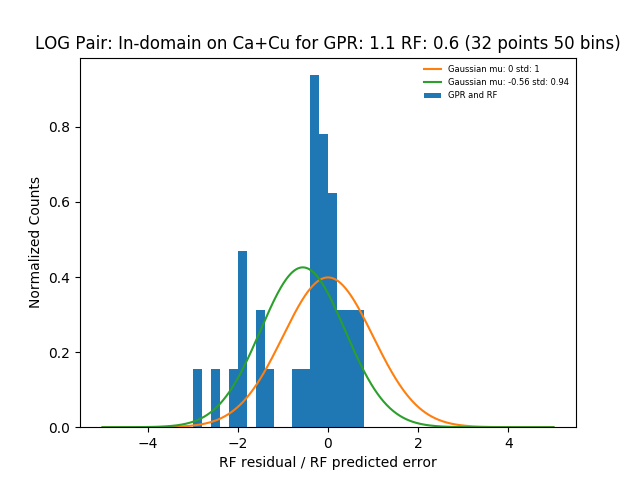 LOG Pair: In-domain on Ca+Cu for GPR: 1.1 RF: 0.6 (32 points 50 bins)
Gaussian mu: 0 std: 1
Gaussian mu: -0.56 std: 0.94
GPR and RF
Normalized Counts
0.8
0.6
0.4
0.2
0.0
−4 −2 0 2 4
RF residual / RF predicted error